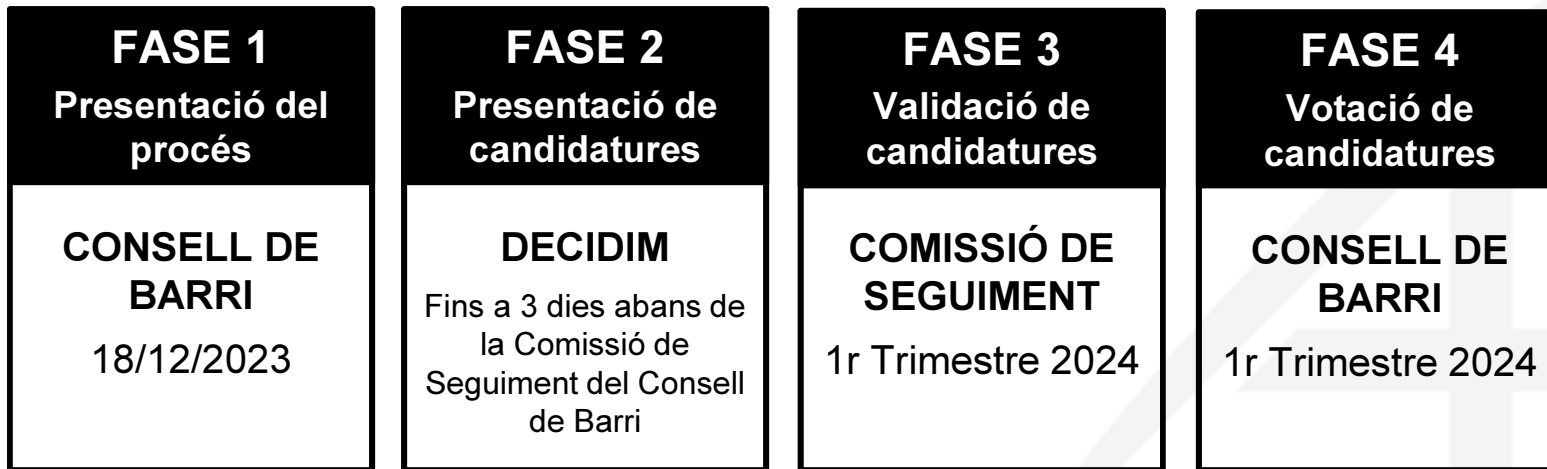 FASE 1
Presentació del
procés
CONSELL DE
BARRI
18/12/2023
FASE 2
Presentació de
candidatures
DECIDIM
Fins a 3 dies abans de
la Comissió de
Seguiment del Consell
de Barri
FASE 3
Validació de
candidatures
COMISSIÓ DE
SEGUIMENT
1r Trimestre 2024
FASE 4
Votació de
candidatures
CONSELL DE
BARRI
1r Trimestre 2024